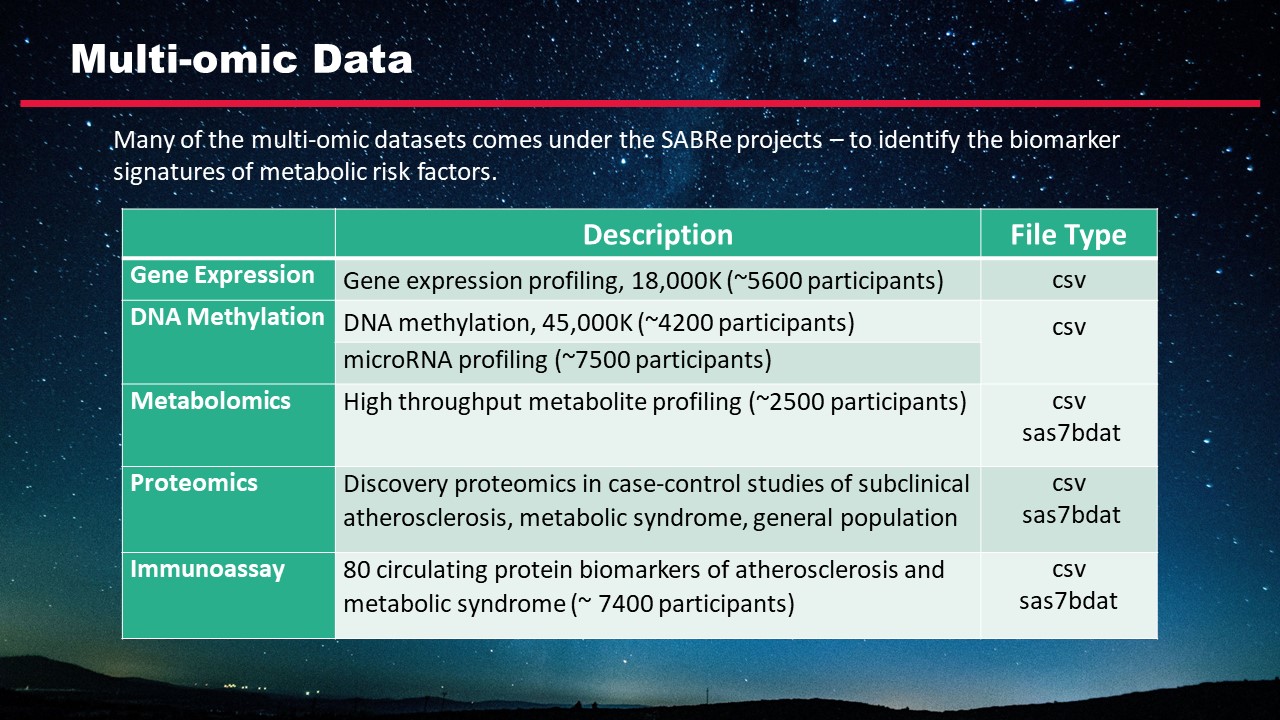 Multi-omic Data
Many of the multi-omic datasets comes under the SABRe projects – to identify the biomarker
signatures of metabolic risk factors.
Description
File Type
Gene Expression
Gene expression profiling, 18,000K (~5600 participants)
csv
DNA Methylation
DNA methylation, 45,000K (~4200 participants)
csv
microRNA profiling (~7500 participants)
Metabolomics
High throughput metabolite profiling (~2500 participants)
csv
sas7bdat
Proteomics
Discovery proteomics in case-control studies of subclinical
atherosclerosis, metabolic syndrome, general population
csv
sas7bdat
Immunoassay
80 circulating protein biomarkers of atherosclerosis and
metabolic syndrome (~ 7400 participants)
csv
sas7bdat